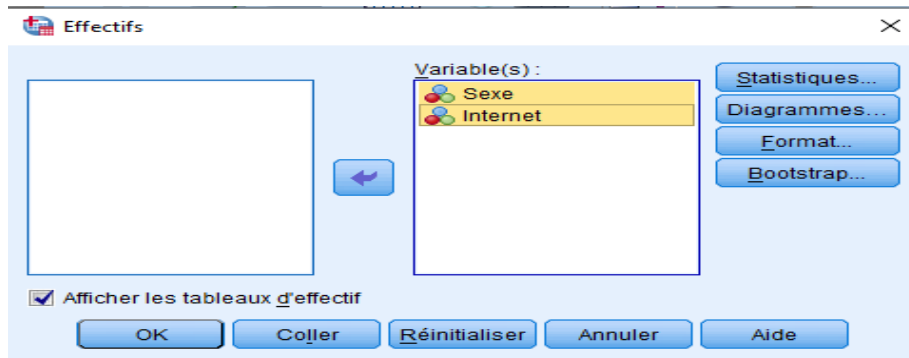 Effectifs
Variable(s) :
Sexe
Internet
Statistiques...
Diagrammes...
Format...
Bootstrap...
Afficher les tableaux d'effectif
OK Coller Réinitialiser Annuler Aide